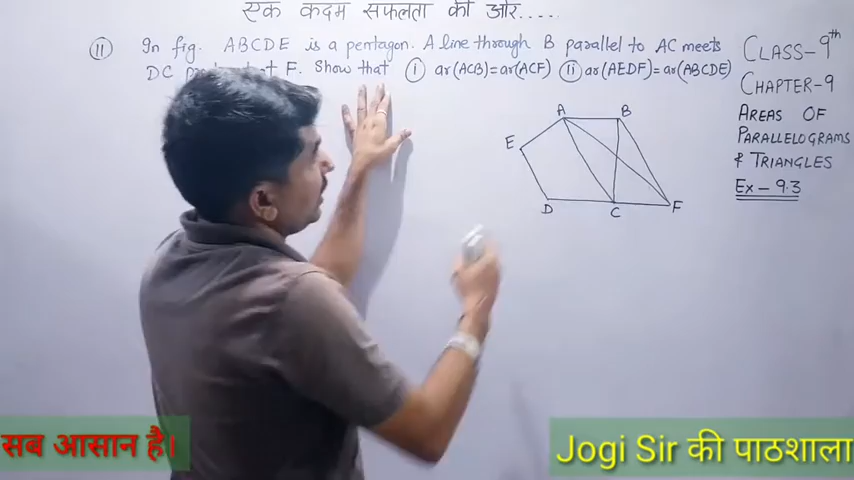 एक कदम सफलता की ओर.....
(11) In fig. ABCDE is a pentagon. A line through B parallel to AC meets
DC at F. Show that (i) ar(ACB)=ar(ACF) (ii) ar(AEDF)=ar(ABCDE)
CLASS-9th
CHAPTER-9
AREAS OF
PARALLELOGRAMS
& TRIANGLES
Ex-9.3
A B
E
D C F
सब आसान है।
Jogi Sir की पाठशाला